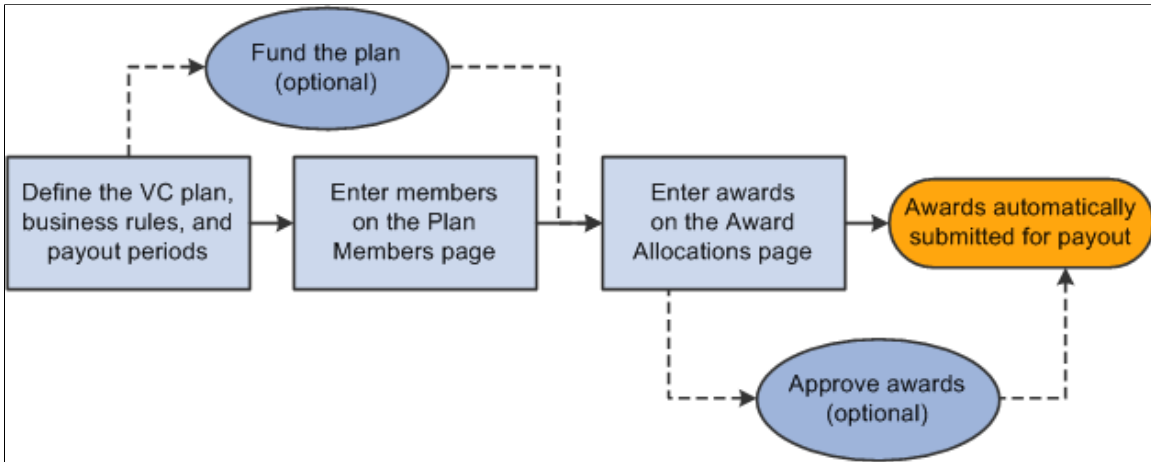 Fund the plan
(optional)
Define the VC plan,
business rules, and
payout periods
Enter members
on the Plan
Members page
Enter awards
on the Award
Allocations page
Awards automatically
submitted for payout
Approve awards
(optional)